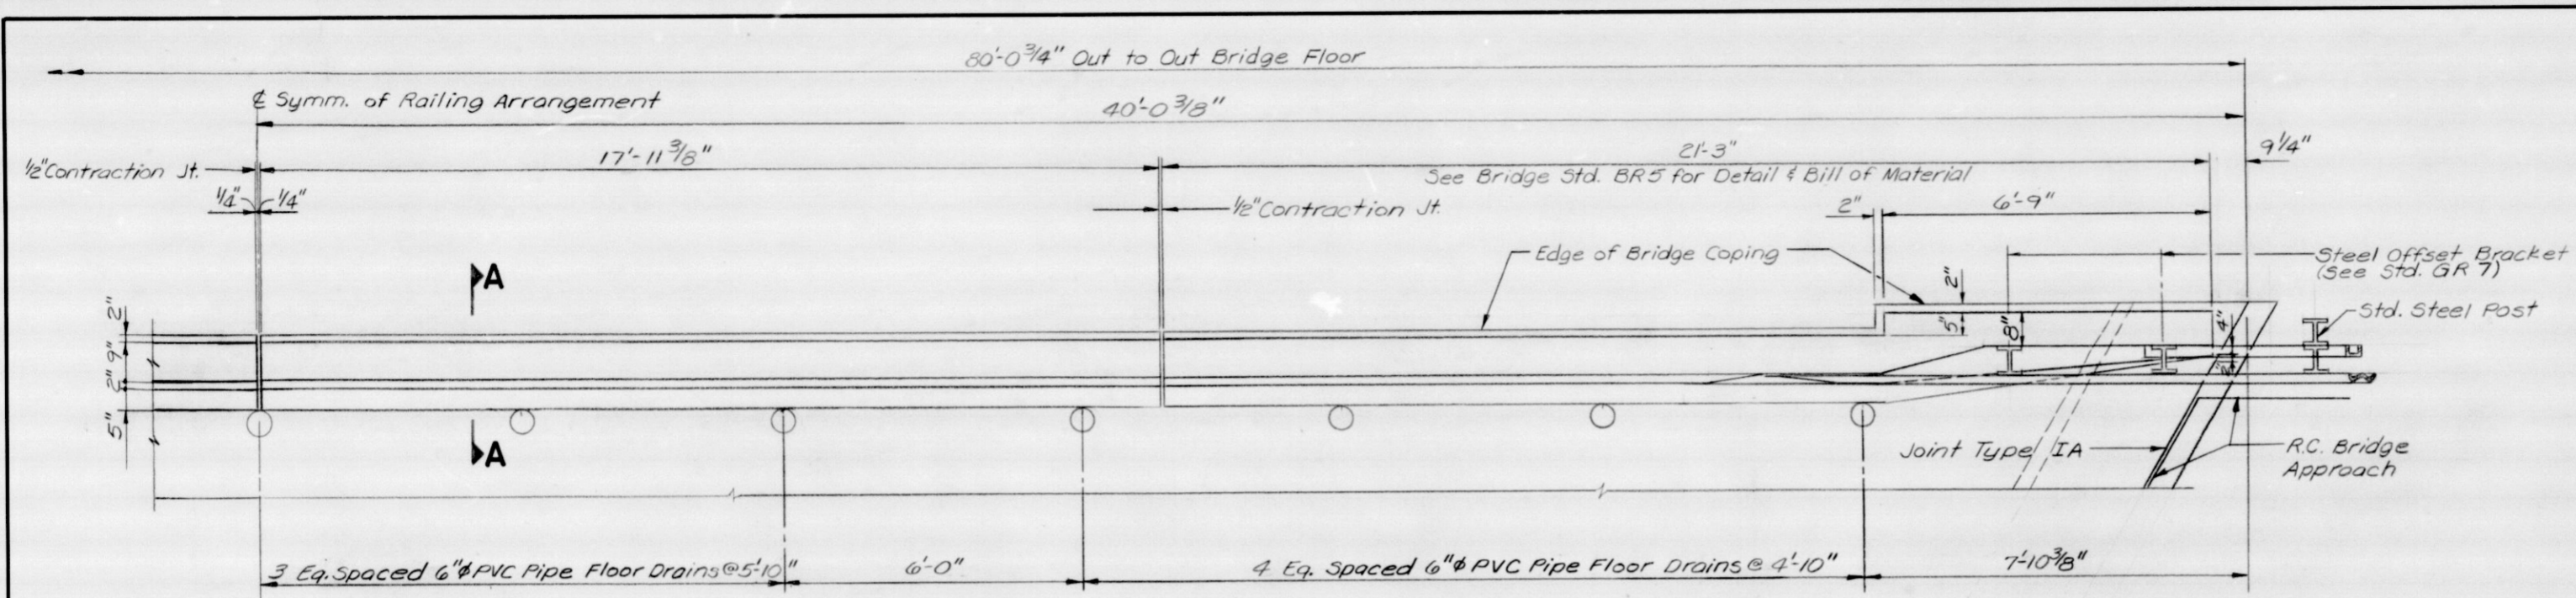 80'-0 3/4" Out to Out Bridge Floor
℄ Symm. of Railing Arrangement
40'-0 3/8"
1/2" Contraction Jt.
17'-11 3/8"
21'-3"
9 1/4"
See Bridge Std. BR5 for Detail & Bill of Material
1/4" 1/4"
1/2" Contraction Jt.
2"
6'-9"
Edge of Bridge Coping
Steel Offset Bracket
(See Std. GR 7)
A
2"
Std. Steel Post
2"
9"
2"
5"
5"
8"
4"
2"
A
Joint Type IA
R.C. Bridge
Approach
3 Eq. Spaced 6"⌀ PVC Pipe Floor Drains @ 5'-10"
6'-0"
4 Eq. Spaced 6"⌀ PVC Pipe Floor Drains @ 4'-10"
7'-10 3/8"